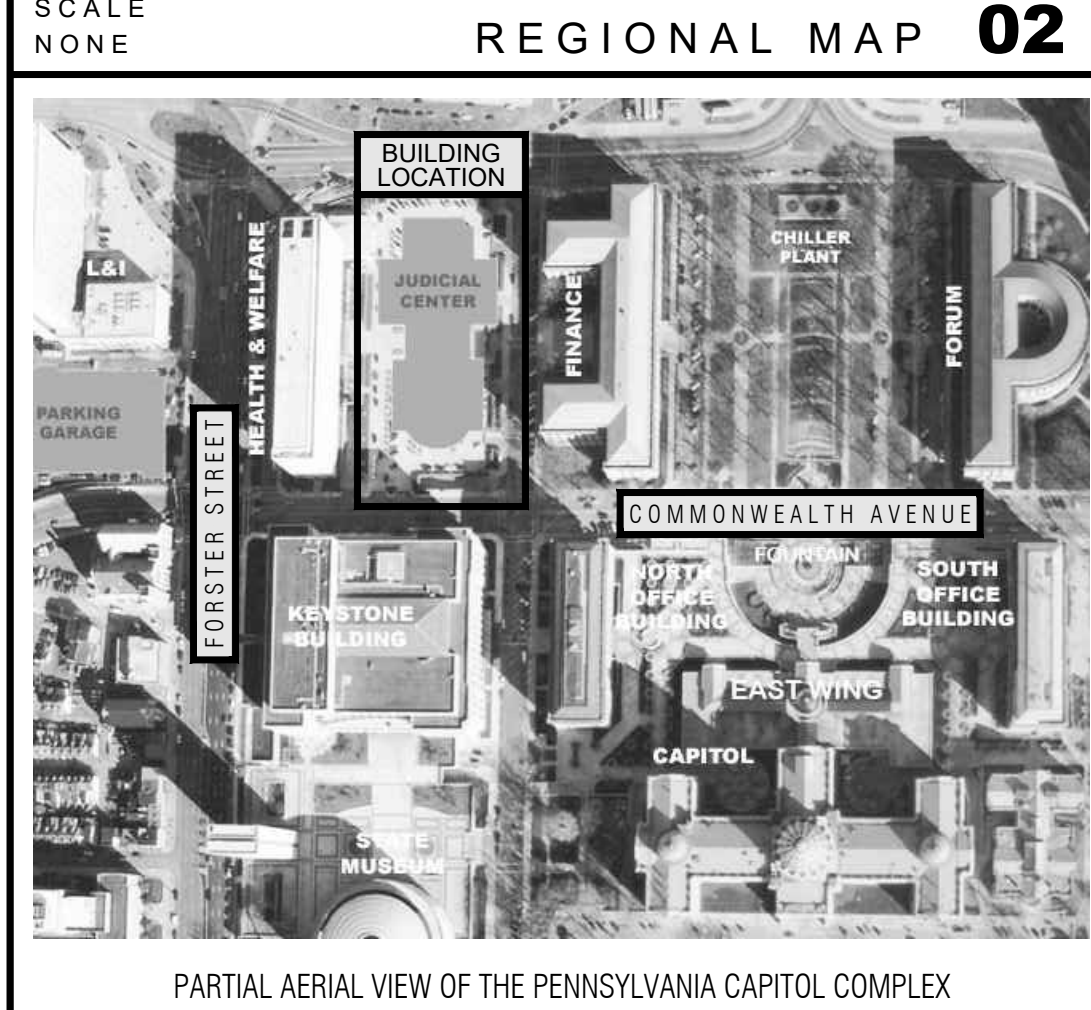 SCALE
NONE
REGIONAL MAP 02
BUILDING
LOCATION
L&I
HEALTH & WELFARE
JUDICIAL
CENTER
FINANCE
CHILLER
PLANT
FORUM
PARKING
GARAGE
FORSTER STREET
COMMONWEALTH AVENUE
FOUNTAIN
NORTH
OFFICE
BUILDING
SOUTH
OFFICE
BUILDING
KEYSTONE
BUILDING
EAST WING
CAPITOL
STATE
MUSEUM
PARTIAL AERIAL VIEW OF THE PENNSYLVANIA CAPITOL COMPLEX